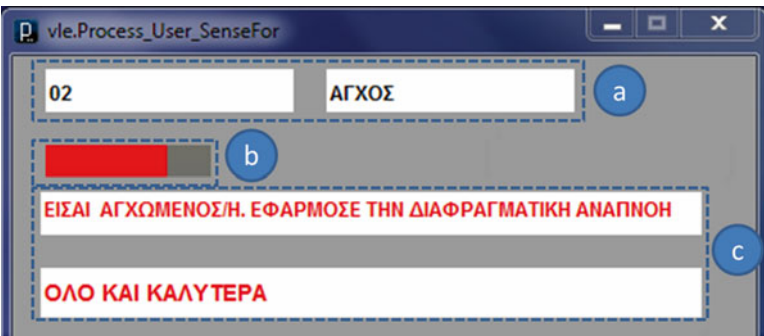 vle.Process_User_SenseFor
02 ΑΓΧΟΣ
a
b
ΕΙΣΑΙ ΑΓΧΩΜΕΝΟΣ/Η. ΕΦΑΡΜΟΣΕ ΤΗΝ ΔΙΑΦΡΑΓΜΑΤΙΚΗ ΑΝΑΠΝΟΗ
c
ΟΛΟ ΚΑΙ ΚΑΛΥΤΕΡΑ